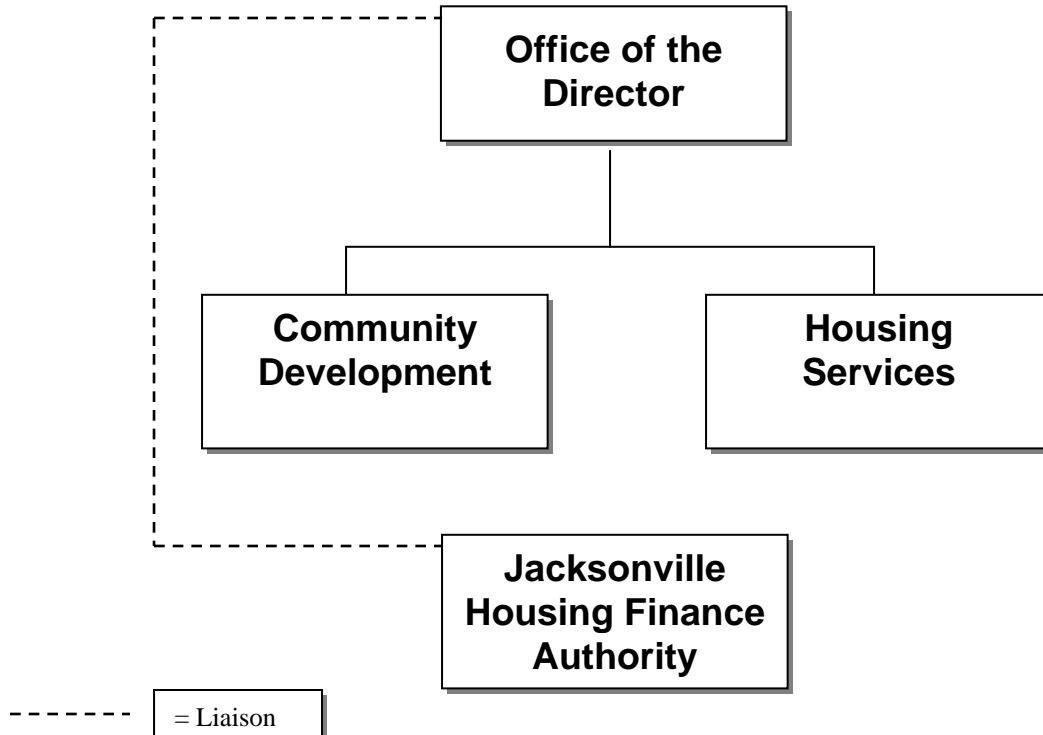 Office of the
Director
Community
Development
Housing
Services
Jacksonville
Housing Finance
Authority
= Liaison